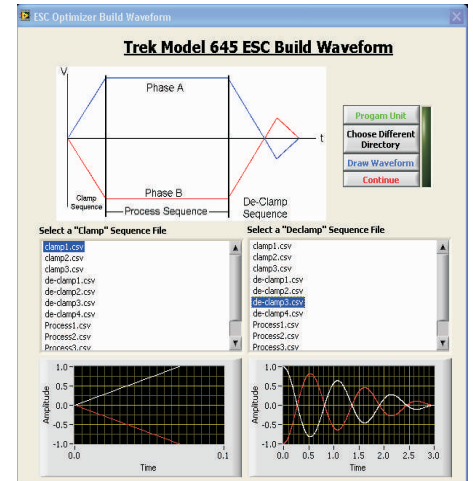 ESC Optimizer Build Waveform
Trek Model 645 ESC Build Waveform
V
Phase A
t
Phase B
Clamp
Sequence
Process Sequence
De-Clamp
Sequence
Progam Unit
Choose Different
Directory
Draw Waveform
Continue
Select a "Clamp" Sequence File
clamp1.csv
clamp2.csv
clamp3.csv
de-clamp1.csv
de-clamp2.csv
de-clamp3.csv
de-clamp4.csv
Process1.csv
Process2.csv
Process3.csv
Select a "Declamp" Sequence File
clamp1.csv
clamp2.csv
clamp3.csv
de-clamp1.csv
de-clamp2.csv
de-clamp3.csv
de-clamp4.csv
Process1.csv
Process2.csv
Process3.csv
Amplitude
1.0
0.5
0.0
-0.5
-1.0
0.0 0.1
Time
Amplitude
1.0
0.5
0.0
-0.5
-1.0
0.0 0.5 1.0 1.5 2.0 2.5 3.0
Time